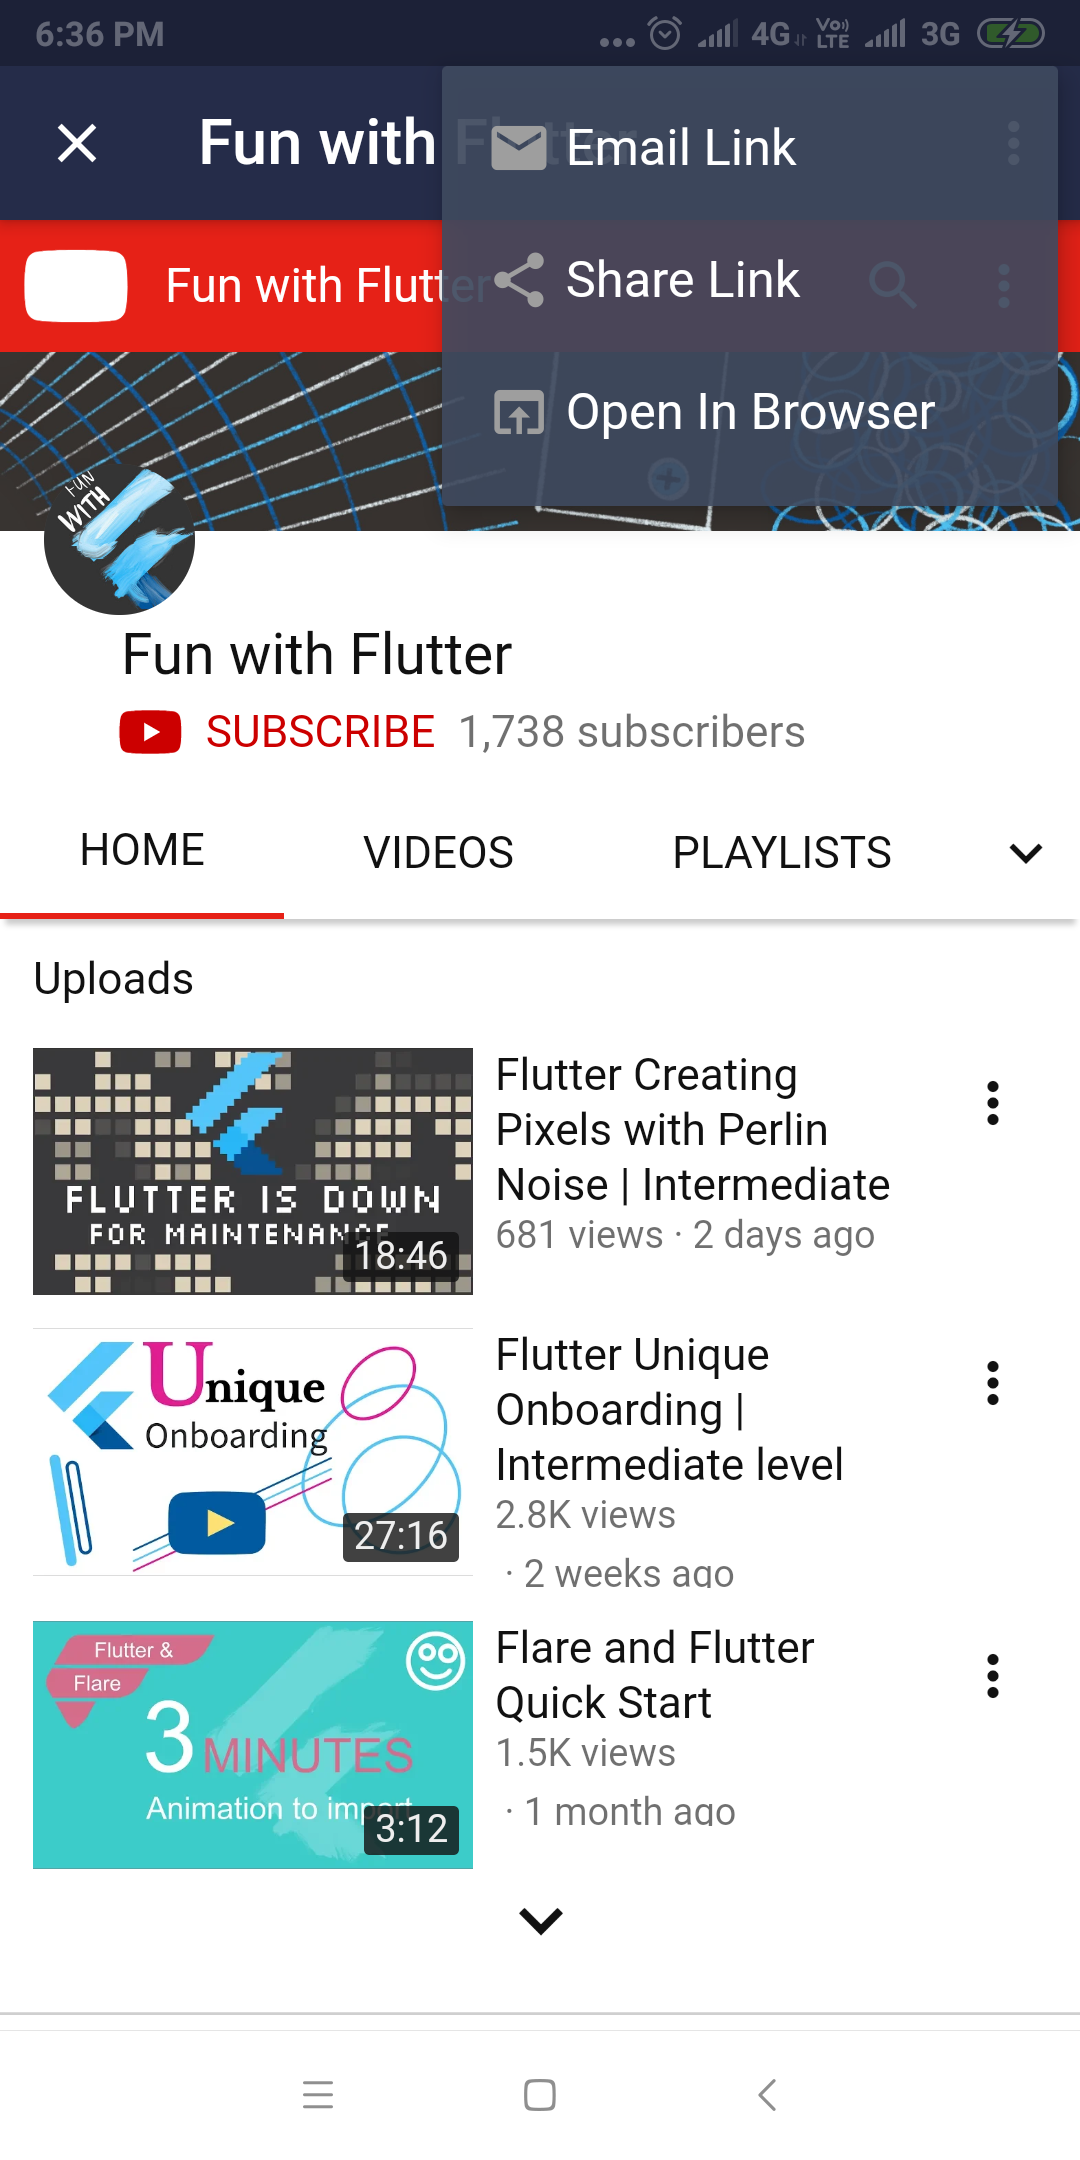 6:36 PM
4G VoLTE 3G
Fun with
Email Link
Fun with Flutter
Share Link
Open In Browser
FUN
WITH
Fun with Flutter
SUBSCRIBE 1,738 subscribers
HOME VIDEOS PLAYLISTS
Uploads
FLUTTER IS DOWN
FOR MAINTENANCE
18:46
Flutter Creating
Pixels with Perlin
Noise | Intermediate
681 views · 2 days ago
Unique
Onboarding
27:16
Flutter Unique
Onboarding |
Intermediate level
2.8K views
· 2 weeks ago
Flutter &
Flare
3 MINUTES
Animation to import
3:12
Flare and Flutter
Quick Start
1.5K views
· 1 month ago